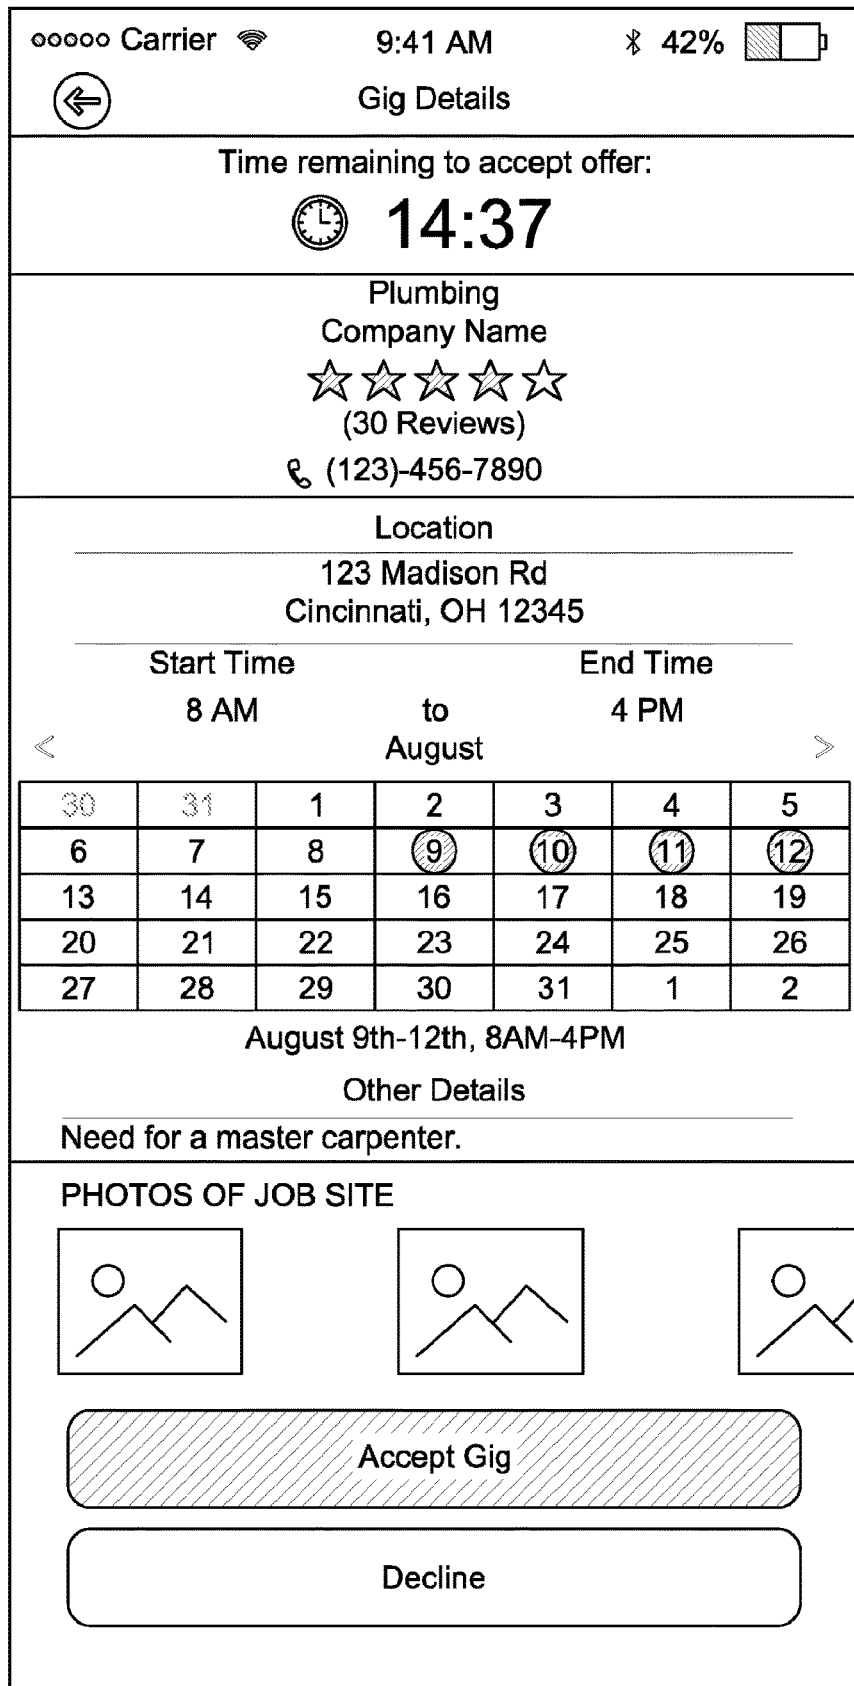 Carrier 9:41 AM 42%
Gig Details
Time remaining to accept offer:
14:37
Plumbing
Company Name
(30 Reviews)
(123)-456-7890
Location
123 Madison Rd
Cincinnati, OH 12345
Start Time End Time
8 AM to 4 PM
< August >
30 31 1 2 3 4 5
6 7 8 9 10 11 12
13 14 15 16 17 18 19
20 21 22 23 24 25 26
27 28 29 30 31 1 2
August 9th-12th, 8AM-4PM
Other Details
Need for a master carpenter.
PHOTOS OF JOB SITE
Accept Gig
Decline